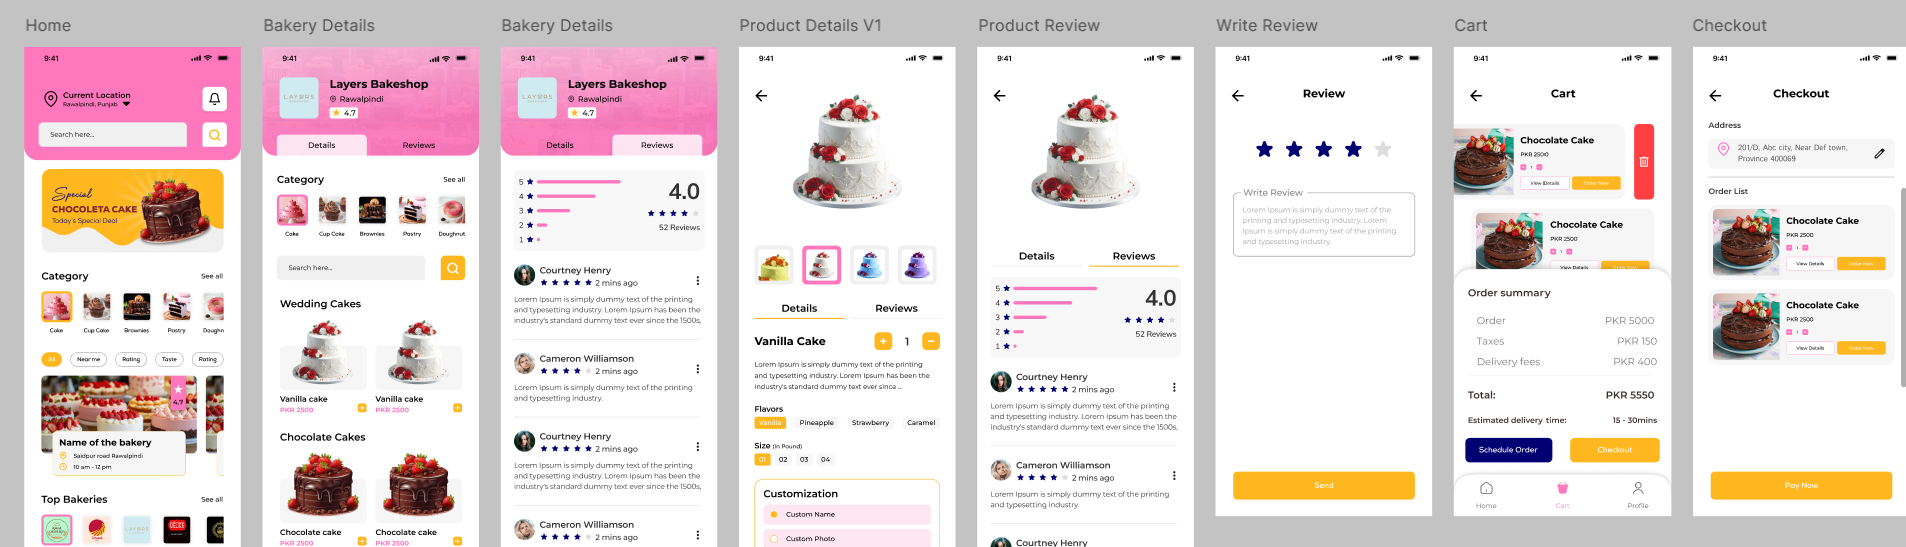 Home
9:41
Current Location
Rawalpindi, Punjab
Search here...
Special
CHOCOLETA CAKE
Today's Special Deal
Category
See all
Cake
Cup Cake
Brownies
Pastry
Doughn
All
Near me
Rating
Taste
Rating
4.7
Name of the bakery
Saidpur road Rawalpindi
10 am - 12 pm
Top Bakeries
See all
LAYERS
DELIZIA
Bakery Details
9:41
LAYERS
Layers Bakeshop
Rawalpindi
4.7
Details
Reviews
Category
See all
Cake
Cup Cake
Brownies
Pastry
Doughnut
Search here...
Wedding Cakes
Vanilla cake
PKR 2500
Vanilla cake
PKR 2500
Chocolate Cakes
Chocolate cake
PKR 2500
Chocolate cake
PKR 2500
Bakery Details
9:41
LAYERS
Layers Bakeshop
Rawalpindi
4.7
Details
Reviews
5
4
3
2
1
4.0
52 Reviews
Courtney Henry
2 mins ago
Lorem Ipsum is simply dummy text of the printing
and typesetting industry. Lorem Ipsum has been the
industry's standard dummy text ever since the 1500s,
Cameron Williamson
2 mins ago
Lorem Ipsum is simply dummy text of the printing
and typesetting industry.
Courtney Henry
2 mins ago
Lorem Ipsum is simply dummy text of the printing
and typesetting industry. Lorem Ipsum has been the
industry's standard dummy text ever since the 1500s,
Cameron Williamson
2 mins ago
Product Details V1
9:41
Details
Reviews
Vanilla Cake
+ 1 −
Lorem Ipsum is simply dummy text of the printing
and typesetting industry. Lorem Ipsum has been the
industry's standard dummy text ever since ...
Flavors
Vanilla
Pineapple
Strawberry
Caramel
Size (In Pound)
01
02
03
04
Customization
Custom Name
Custom Photo
Product Review
9:41
Details
Reviews
5
4
3
2
1
4.0
52 Reviews
Courtney Henry
2 mins ago
Lorem Ipsum is simply dummy text of the printing
and typesetting industry. Lorem Ipsum has been the
industry's standard dummy text ever since the 1500s,
Cameron Williamson
2 mins ago
Lorem Ipsum is simply dummy text of the printing
and typesetting industry.
Courtney Henry
Write Review
9:41
Review
Write Review
Lorem Ipsum is simply dummy text of the
printing and typesetting industry. Lorem
Ipsum is simply dummy text of the printing
and typesetting industry.
Send
Cart
9:41
Cart
Chocolate Cake
PKR 2500
1
View Details
Order Now
Chocolate Cake
PKR 2500
1
View Details
Order Now
Order summary
Order
PKR 5000
Taxes
PKR 150
Delivery fees
PKR 400
Total:
PKR 5550
Estimated delivery time:
15 - 30mins
Schedule Order
Checkout
Home
Cart
Profile
Checkout
9:41
Checkout
Address
201/D, Abc city, Near Def town,
Province 400069
Order List
Chocolate Cake
PKR 2500
1
View Details
Order Now
Chocolate Cake
PKR 2500
1
View Details
Order Now
Pay Now